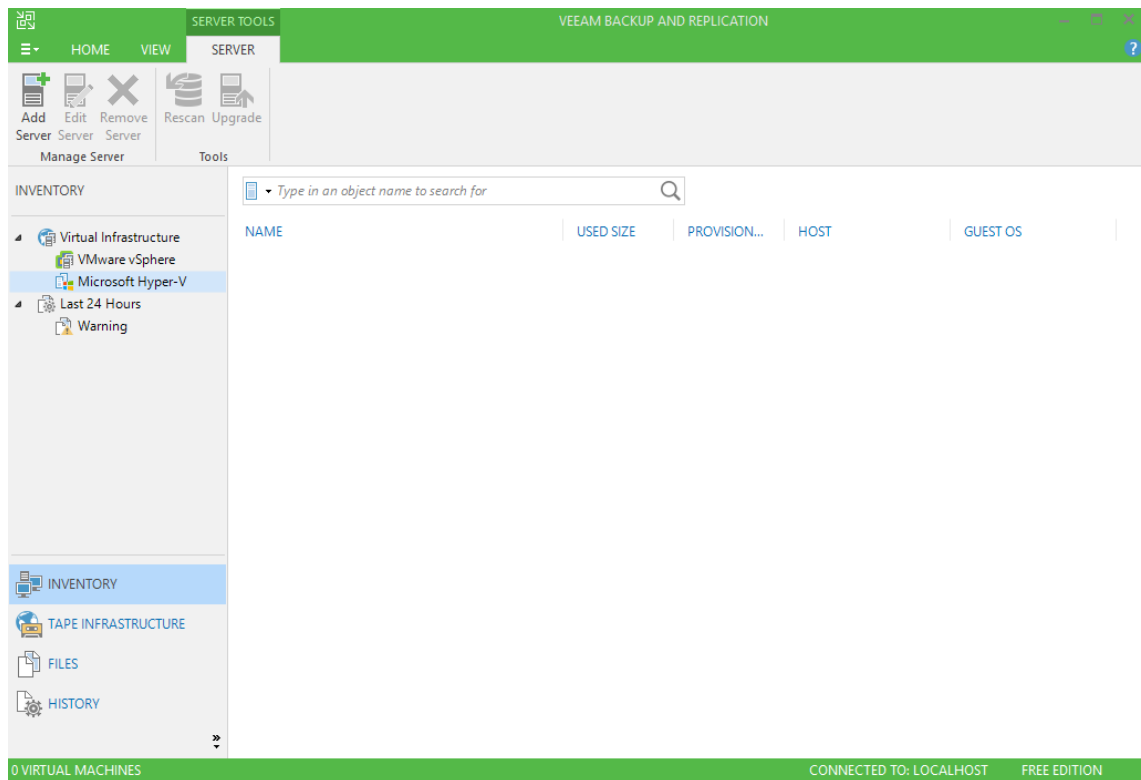 SERVER TOOLS
VEEAM BACKUP AND REPLICATION
HOME VIEW SERVER
?
Add Server
Edit Server
Remove Server
Rescan
Upgrade
Manage Server
Tools
INVENTORY
Type in an object name to search for
NAME USED SIZE PROVISION... HOST GUEST OS
Virtual Infrastructure
VMware vSphere
Microsoft Hyper-V
Last 24 Hours
Warning
INVENTORY
TAPE INFRASTRUCTURE
FILES
HISTORY
0 VIRTUAL MACHINES CONNECTED TO: LOCALHOST FREE EDITION